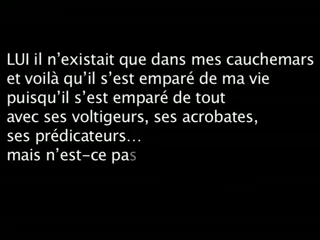 LUI il n’existait que dans mes cauchemars
et voilà qu’il s’est emparé de ma vie
puisqu’il s’est emparé de tout
avec ses voltigeurs, ses acrobates,
ses prédicateurs…
mais n’est-ce pas